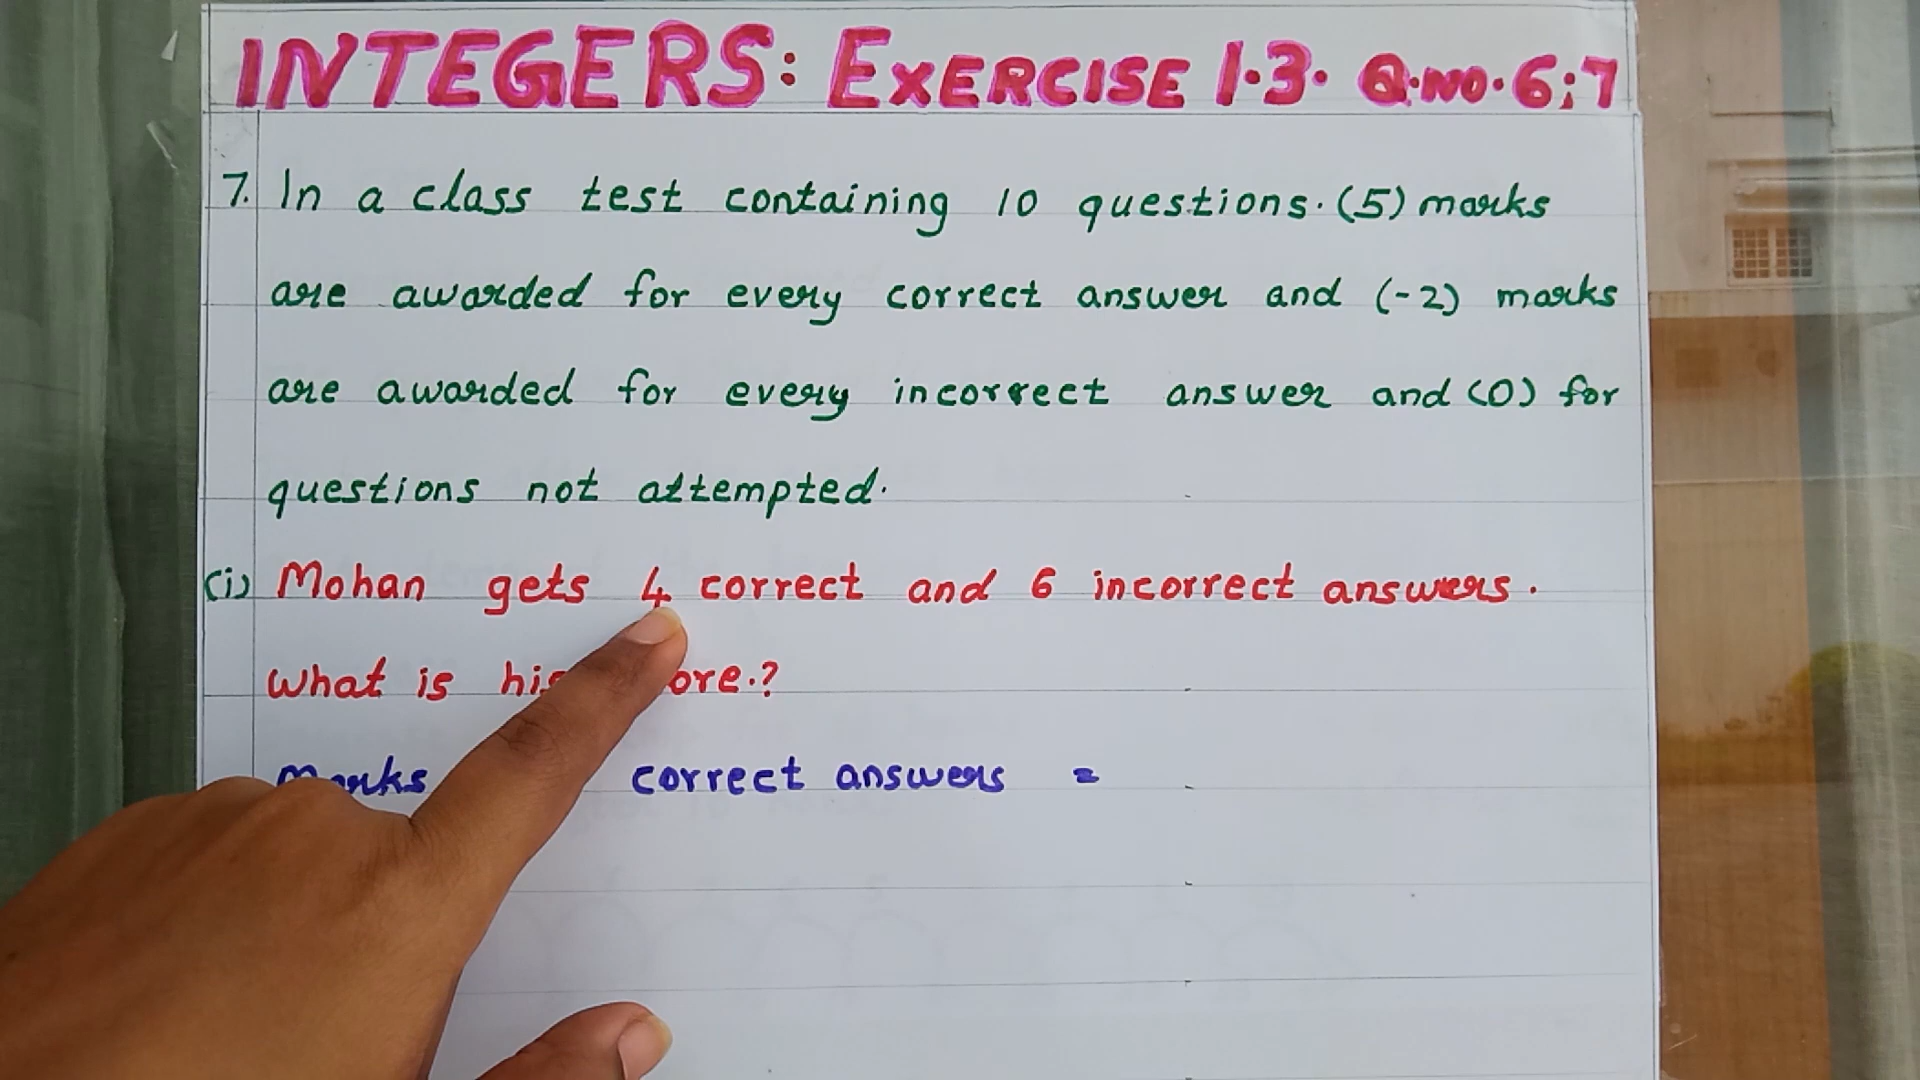 INTEGERS: EXERCISE 1.3. Q.NO.6;7
7. In a class test containing 10 questions. (5) marks
are awarded for every correct answer and (-2) marks
are awarded for every incorrect answer and (0) for
questions not attempted.
(i) Mohan gets 4 correct and 6 incorrect answers.
What is
Marks correct answers =